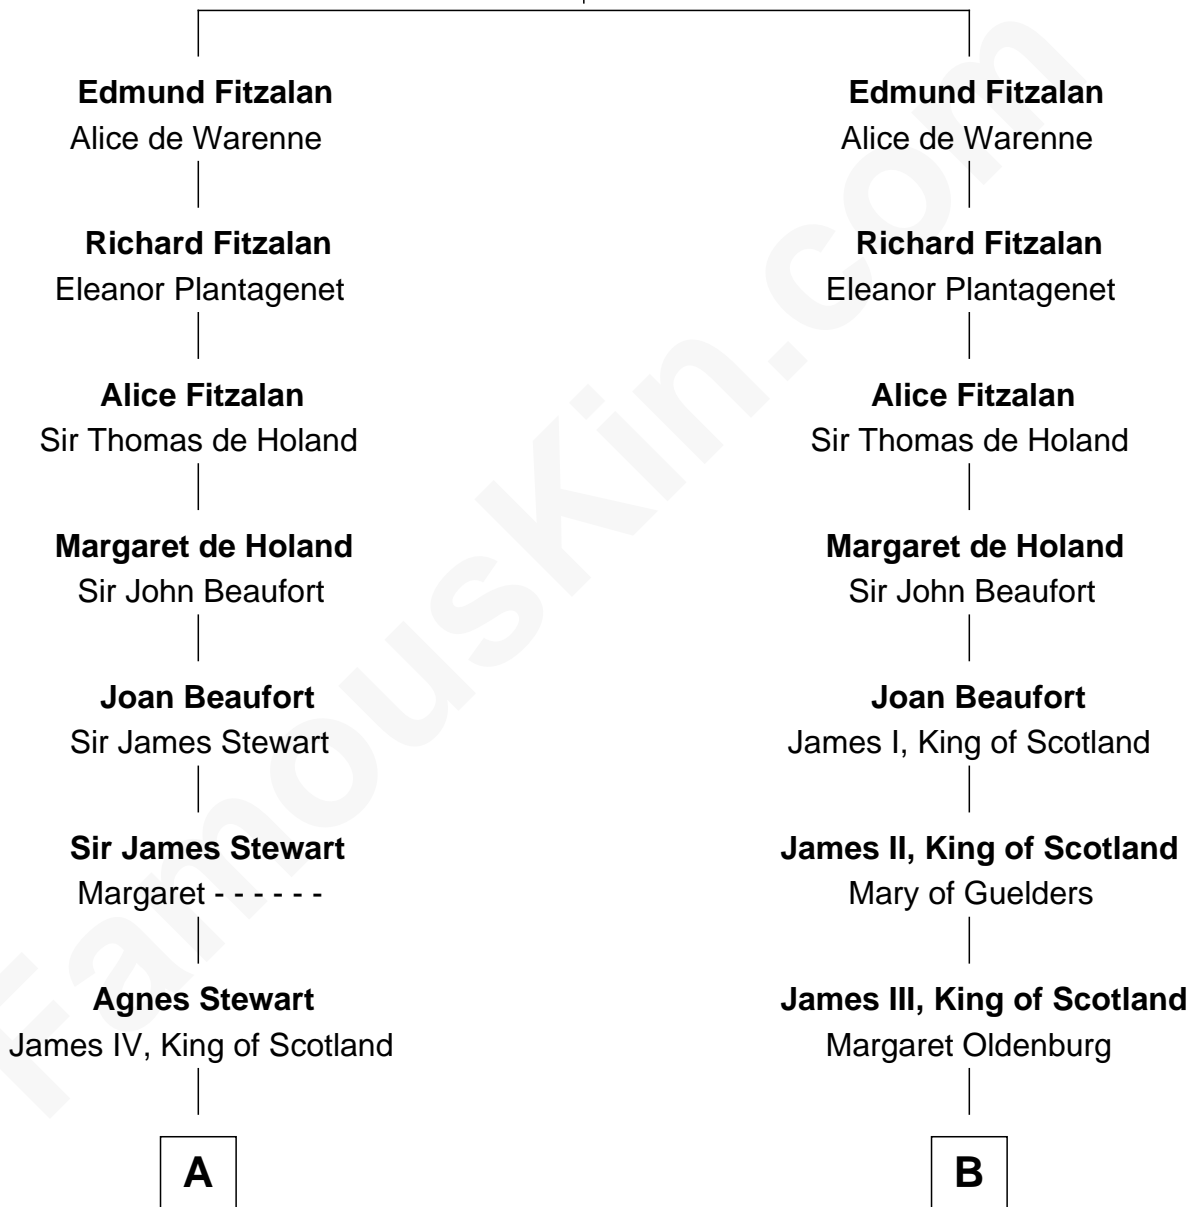 Edmund Fitzalan
Alice de Warenne
Richard Fitzalan
Eleanor Plantagenet
Alice Fitzalan
Sir Thomas de Holand
Margaret de Holand
Sir John Beaufort
Joan Beaufort
Sir James Stewart
Sir James Stewart
Margaret - - - - - -
Agnes Stewart
James IV, King of Scotland
A
Edmund Fitzalan
Alice de Warenne
Richard Fitzalan
Eleanor Plantagenet
Alice Fitzalan
Sir Thomas de Holand
Margaret de Holand
Sir John Beaufort
Joan Beaufort
James I, King of Scotland
James II, King of Scotland
Mary of Guelders
James III, King of Scotland
Margaret Oldenburg
B
FamousKin.com